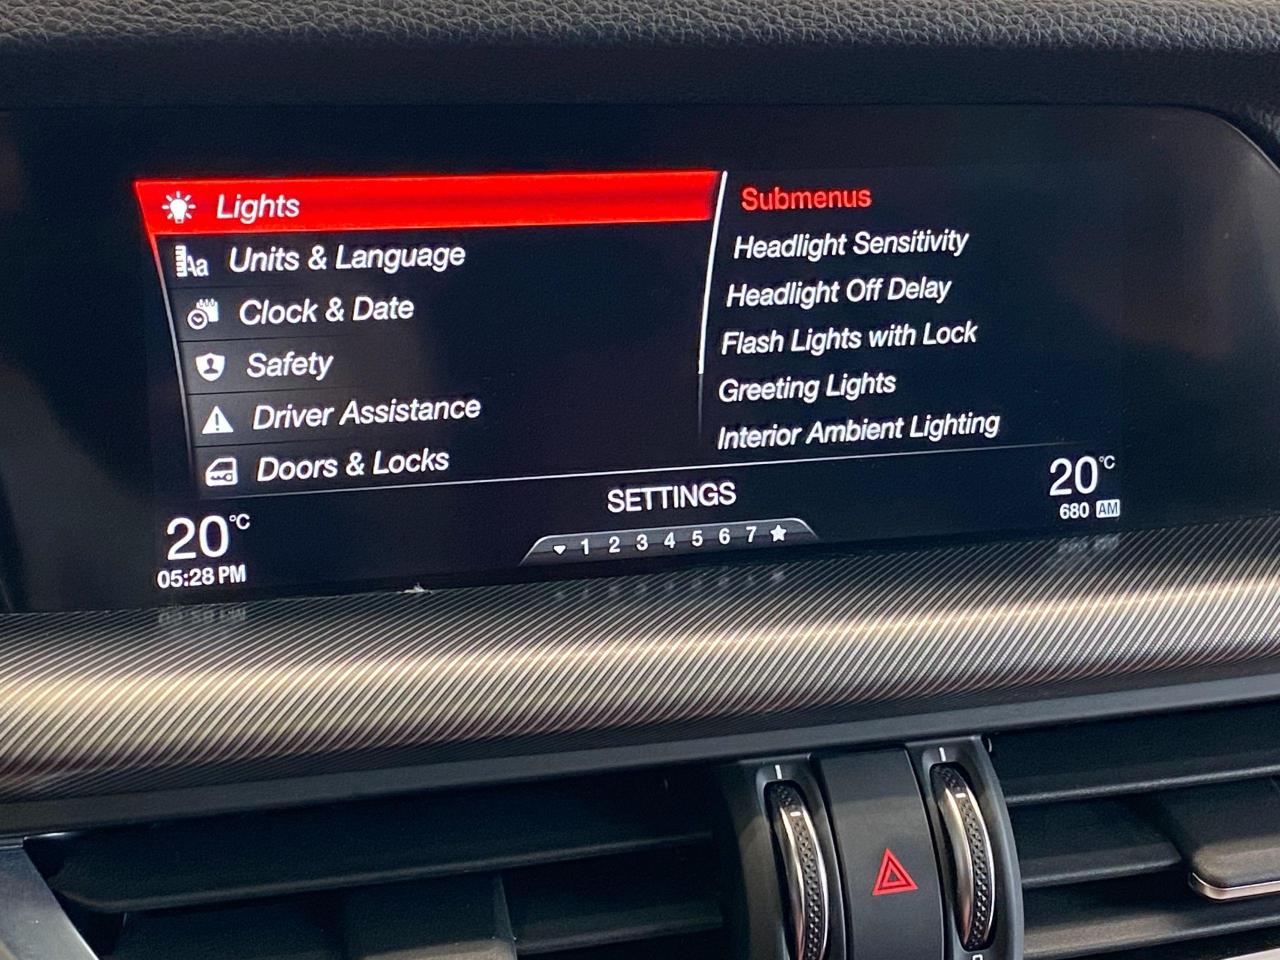 Lights
Units & Language
Clock & Date
Safety
Driver Assistance
Doors & Locks
Submenus
Headlight Sensitivity
Headlight Off Delay
Flash Lights with Lock
Greeting Lights
Interior Ambient Lighting
SETTINGS
1 2 3 4 5 6 7
20°C
05:28 PM
20°C
680 AM